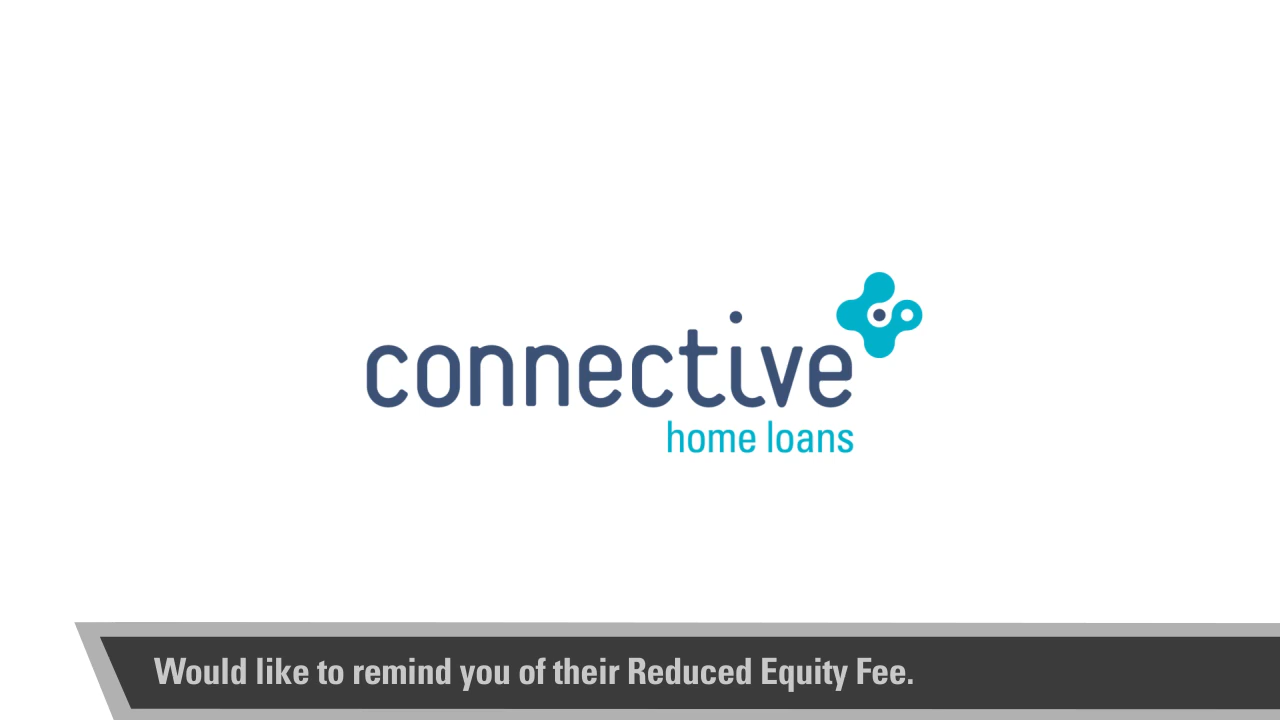 connective
home loans
Would like to remind you of their Reduced Equity Fee.